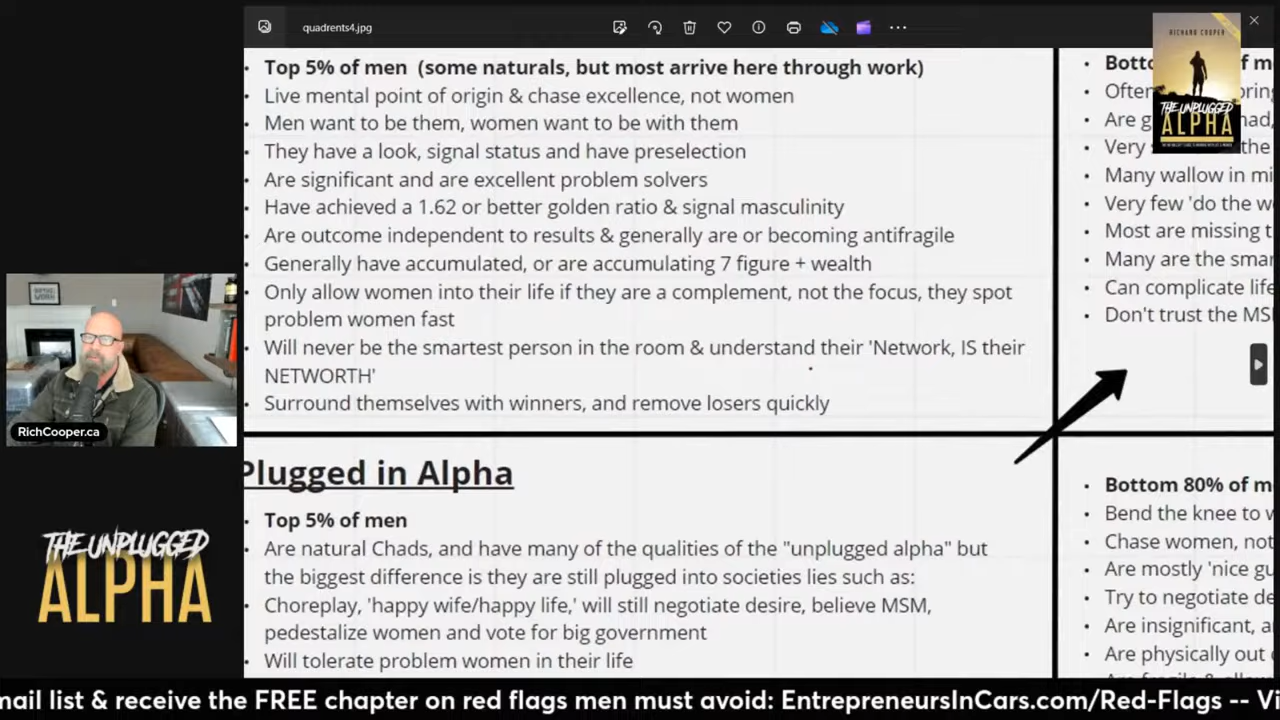 quadrents4.jpg
Top 5% of men (some naturals, but most arrive here through work)
Live mental point of origin & chase excellence, not women
Men want to be them, women want to be with them
They have a look, signal status and have preselection
Are significant and are excellent problem solvers
Have achieved a 1.62 or better golden ratio & signal masculinity
Are outcome independent to results & generally are or becoming antifragile
Generally have accumulated, or are accumulating 7 figure + wealth
Only allow women into their life if they are a complement, not the focus, they spot
problem women fast
Will never be the smartest person in the room & understand their 'Network, IS their
NETWORTH'
Surround themselves with winners, and remove losers quickly
Plugged in Alpha
Top 5% of men
Are natural Chads, and have many of the qualities of the "unplugged alpha" but
the biggest difference is they are still plugged into societies lies such as:
Choreplay, 'happy wife/happy life,' will still negotiate desire, believe MSM,
pedestalize women and vote for big government
Will tolerate problem women in their life
Often
Are
Very
Many wallow in
Very few 'do the
Most are missing
Many are the
Can complicate life
Don't trust the
Bottom 80% of
Bend the knee to
Chase women, not
Are mostly 'nice
Try to negotiate
Are insignificant,
Are physically out
RICHARD COOPER
THE UNPLUGGED
ALPHA
RichCooper.ca
THE UNPLUGGED
ALPHA
mail list & receive the FREE chapter on red flags men must avoid: EntrepreneursInCars.com/Red-Flags -- Vi